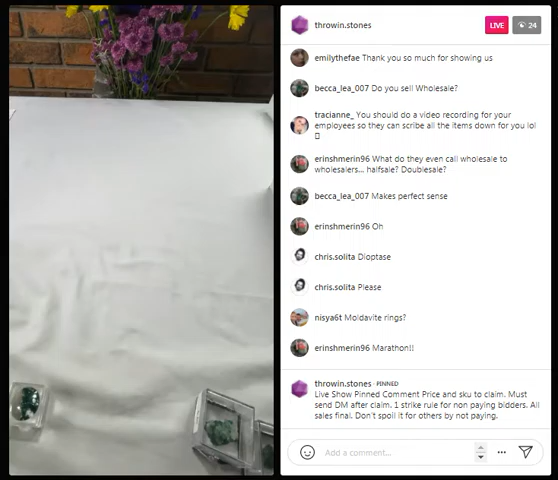 throwin.stones
LIVE
24
emilythefae Thank you so much for showing us
becca_lea_007 Do you sell Wholesale?
tracianne_ You should do a video recording for your
employees so they can scribe all the items down for you lol
erinshmerin96 What do they even call wholesale to
wholesalers... halfsale? Doublesale?
becca_lea_007 Makes perfect sense
erinshmerin96 Oh
chris.solita Dioptase
chris.solita Please
nisya6t Moldavite rings?
erinshmerin96 Marathon!!
throwin.stones · PINNED
Live Show Pinned Comment Price and sku to claim. Must
send DM after claim. 1 strike rule for non paying bidders. All
sales final. Don't spoil it for others by not paying.
Add a comment...